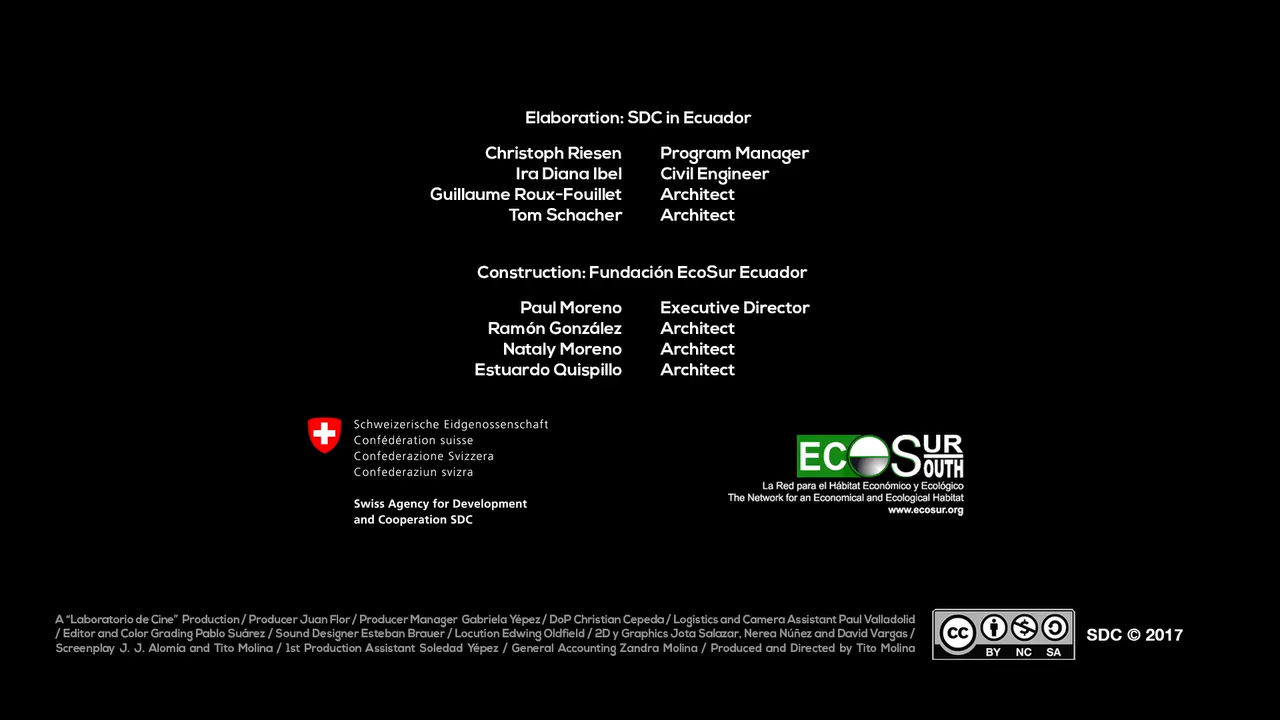 Elaboration: SDC in Ecuador
Christoph Riesen Program Manager
Ira Diana Ibel Civil Engineer
Guillaume Roux-Fouillet Architect
Tom Schacher Architect
Construction: Fundación EcoSur Ecuador
Paul Moreno Executive Director
Ramón González Architect
Nataly Moreno Architect
Estuardo Quispillo Architect
Schweizerische Eidgenossenschaft
Confédération suisse
Confederazione Svizzera
Confederaziun svizra
Swiss Agency for Development
and Cooperation SDC
ECOSUR
SOUTH
La Red para el Hábitat Económico y Ecológico
The Network for an Economical and Ecological Habitat
www.ecosur.org
A “Laboratorio de Cine” Production / Producer Juan Flor / Producer Manager Gabriela Yépez / DoP Christian Cepeda / Logistics and Camera Assistant Paul Valladolid
/ Editor and Color Grading Pablo Suárez / Sound Designer Esteban Brauer / Locution Edwing Oldfield / 2D y Graphics Jota Salazar, Nerea Núñez and David Vargas /
Screenplay J. J. Alomía and Tito Molina / 1st Production Assistant Soledad Yépez / General Accounting Zandra Molina / Produced and Directed by Tito Molina
cc
BY NC SA
SDC © 2017